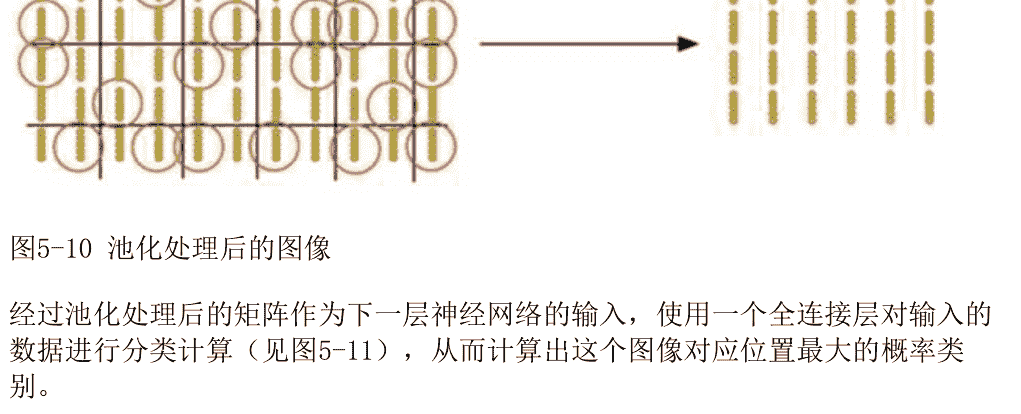 图5-10 池化处理后的图像
经过池化处理后的矩阵作为下一层神经网络的输入，使用一个全连接层对输入的
数据进行分类计算（见图5-11），从而计算出这个图像对应位置最大的概率类
别。